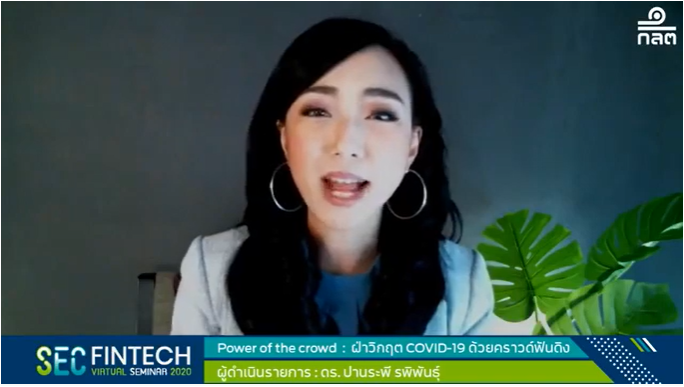 กลต
Power of the crowd : ฝ่าวิกฤต COVID-19 ด้วยคราวด์ฟันดิง
SEC FINTECH
VIRTUAL SEMINAR 2020
ผู้ดำเนินรายการ : ดร. ปานระพี รพิพันธุ์